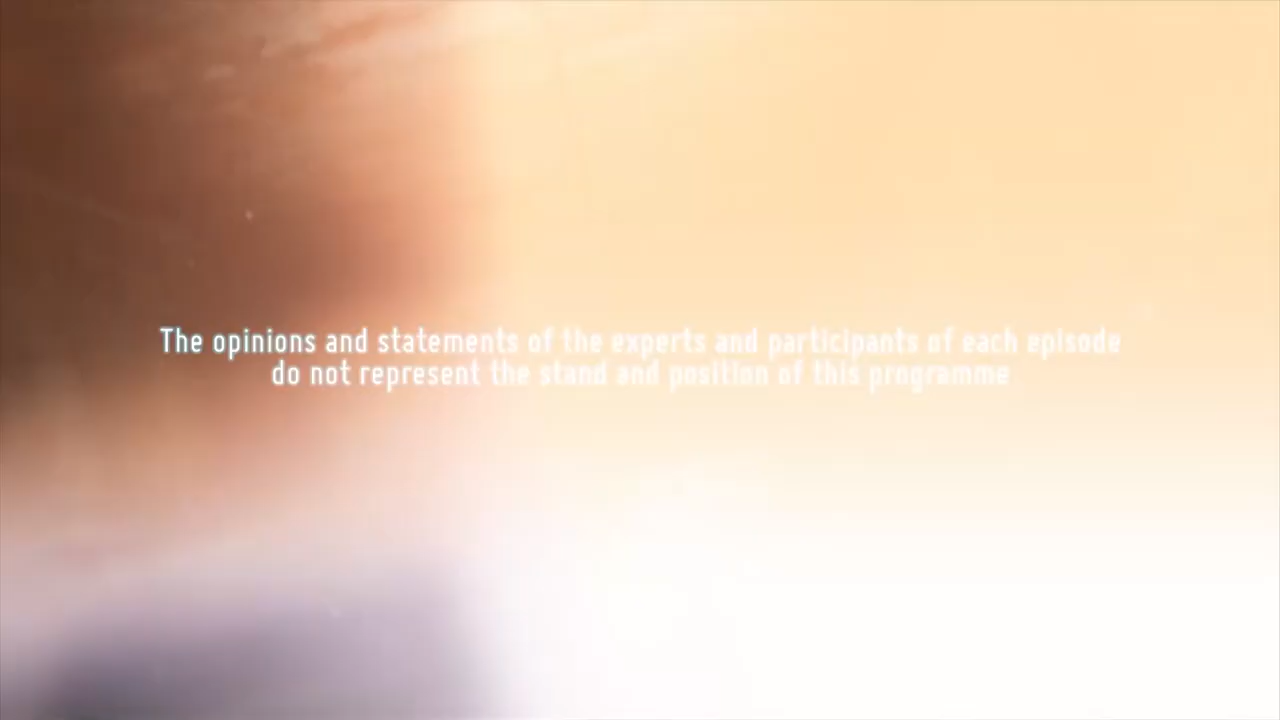 The opinions and statements of the experts and participants of each episode
do not represent the stand and position of this programme